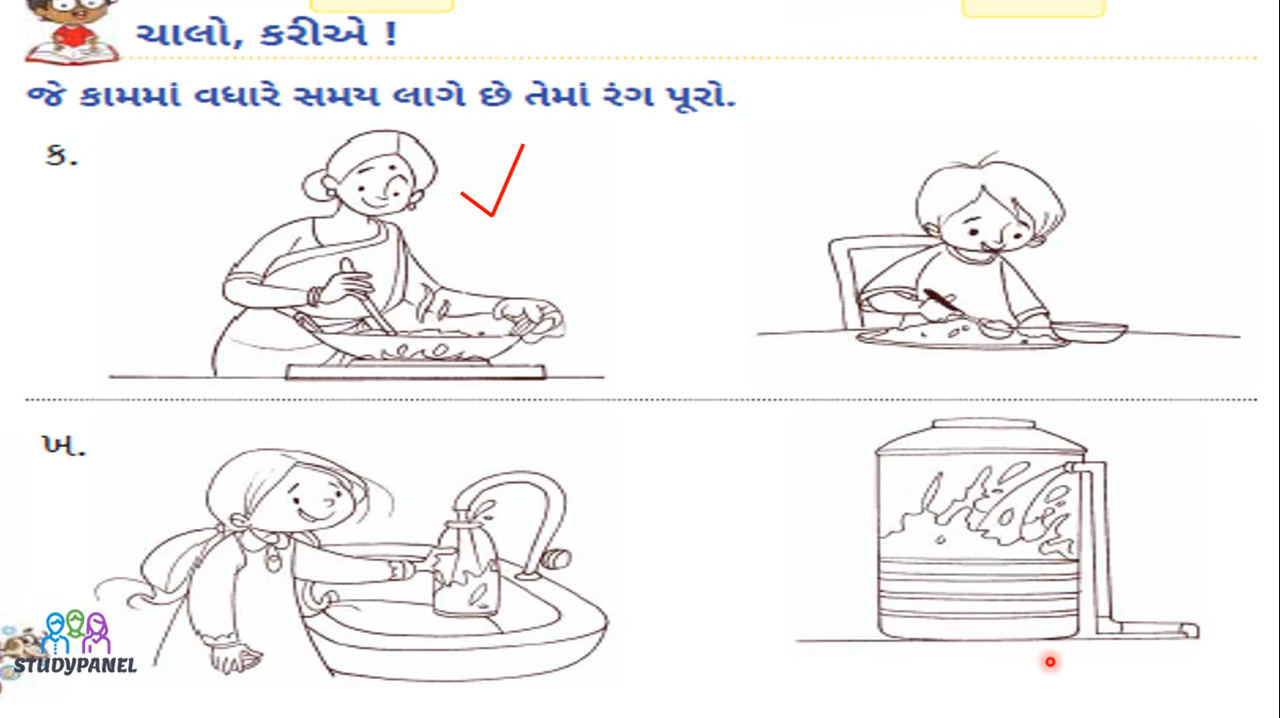 ચાલો, કરીએ !
જે કામમાં વધારે સમય લાગે છે તેમાં રંગ પૂરો.
ક.
ખ.
STUDYPANEL